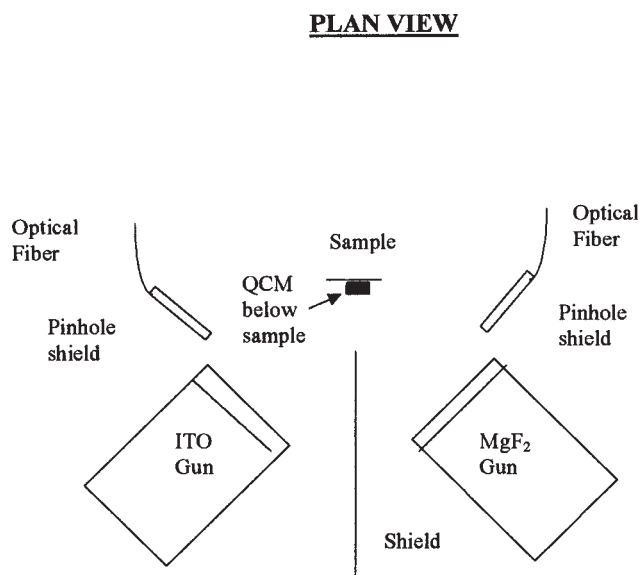 PLAN VIEW
Optical
Fiber
Sample
Optical
Fiber
QCM
below
sample
Pinhole
shield
Pinhole
shield
ITO
Gun
MgF₂
Gun
Shield